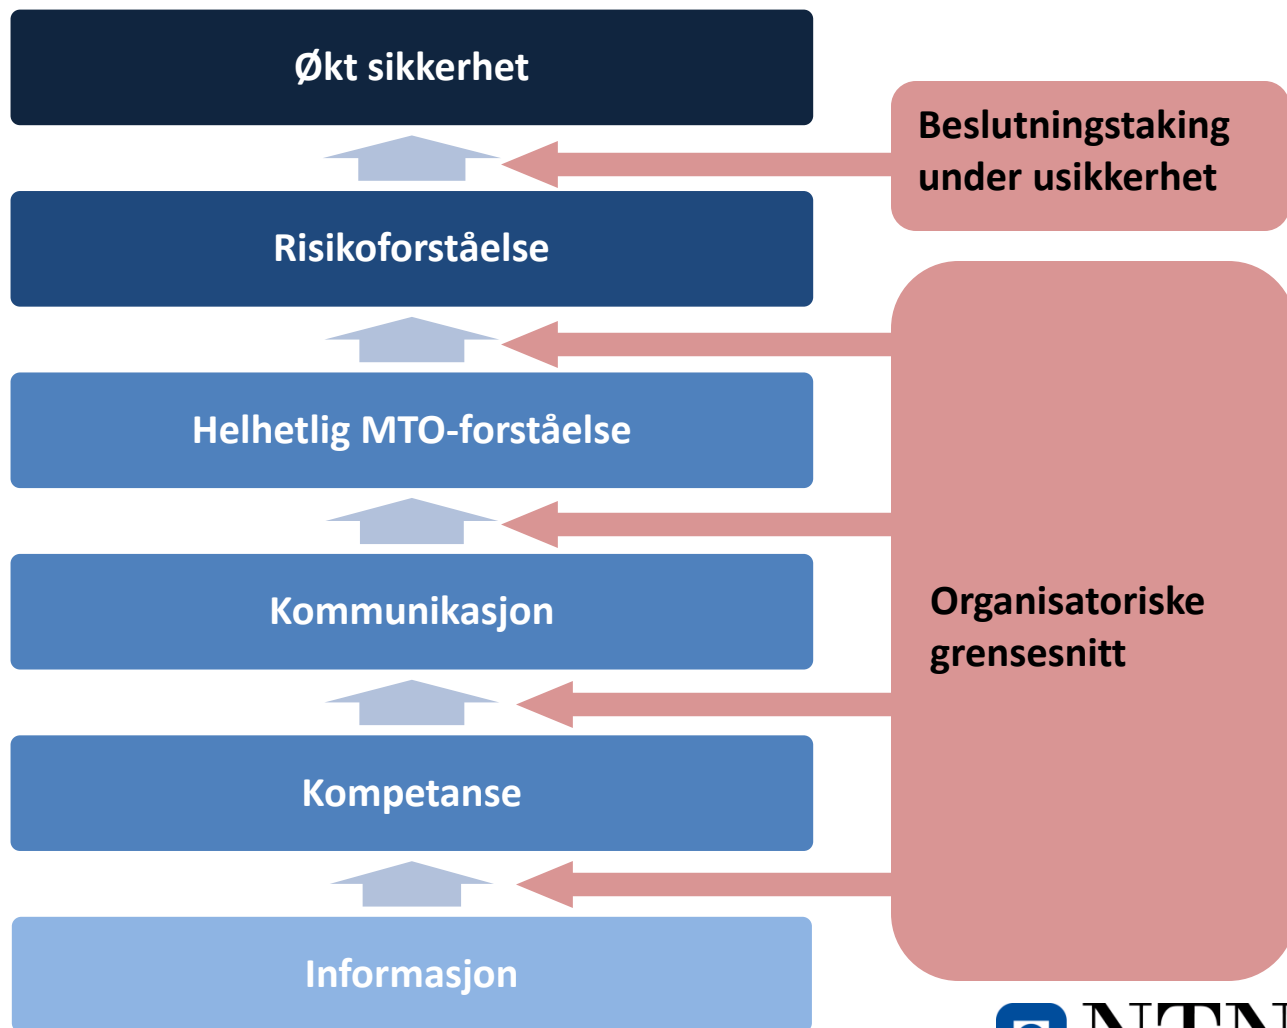 Økt sikkerhet
Beslutningstaking
under usikkerhet
Risikoforståelse
Helhetlig MTO-forståelse
Kommunikasjon
Organisatoriske
grensesnitt
Kompetanse
Informasjon